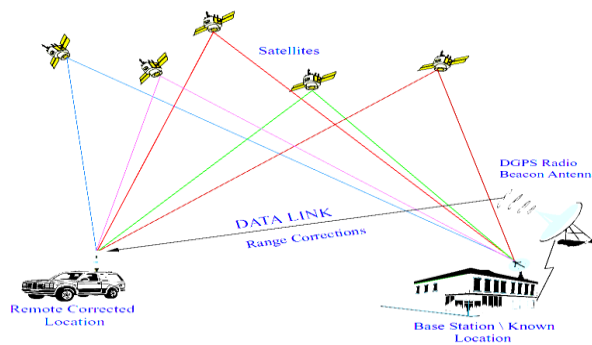 Satellites
DGPS Radio
Beacon Antenn
DATA LINK
Range Corrections
Remote Corrected
Location
Base Station \ Known
Location